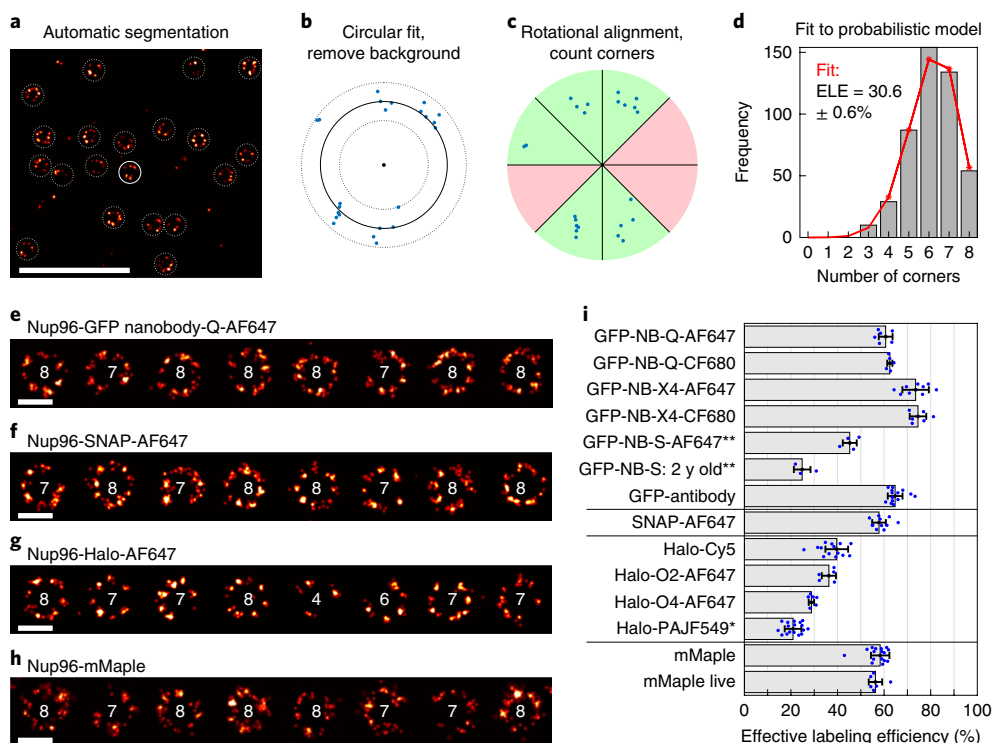 a
Automatic segmentation
b
Circular fit,
remove background
c
Rotational alignment,
count corners
d
Fit to probabilistic model
Frequency
150
100
50
0
Fit:
ELE = 30.6
± 0.6%
0 1 2 3 4 5 6 7 8
Number of corners
e
Nup96-GFP nanobody-Q-AF647
8 7 8 8 8 7 8 8
f
Nup96-SNAP-AF647
7 8 7 8 8 7 8 8
g
Nup96-Halo-AF647
8 7 7 8 4 6 7 7
h
Nup96-mMaple
8 7 8 8 8 7 7 8
i
GFP-NB-Q-AF647
GFP-NB-Q-CF680
GFP-NB-X4-AF647
GFP-NB-X4-CF680
GFP-NB-S-AF647**
GFP-NB-S: 2 y old**
GFP-antibody
SNAP-AF647
Halo-Cy5
Halo-O2-AF647
Halo-O4-AF647
Halo-PAJF549*
mMaple
mMaple live
0 20 40 60 80 100
Effective labeling efficiency (%)